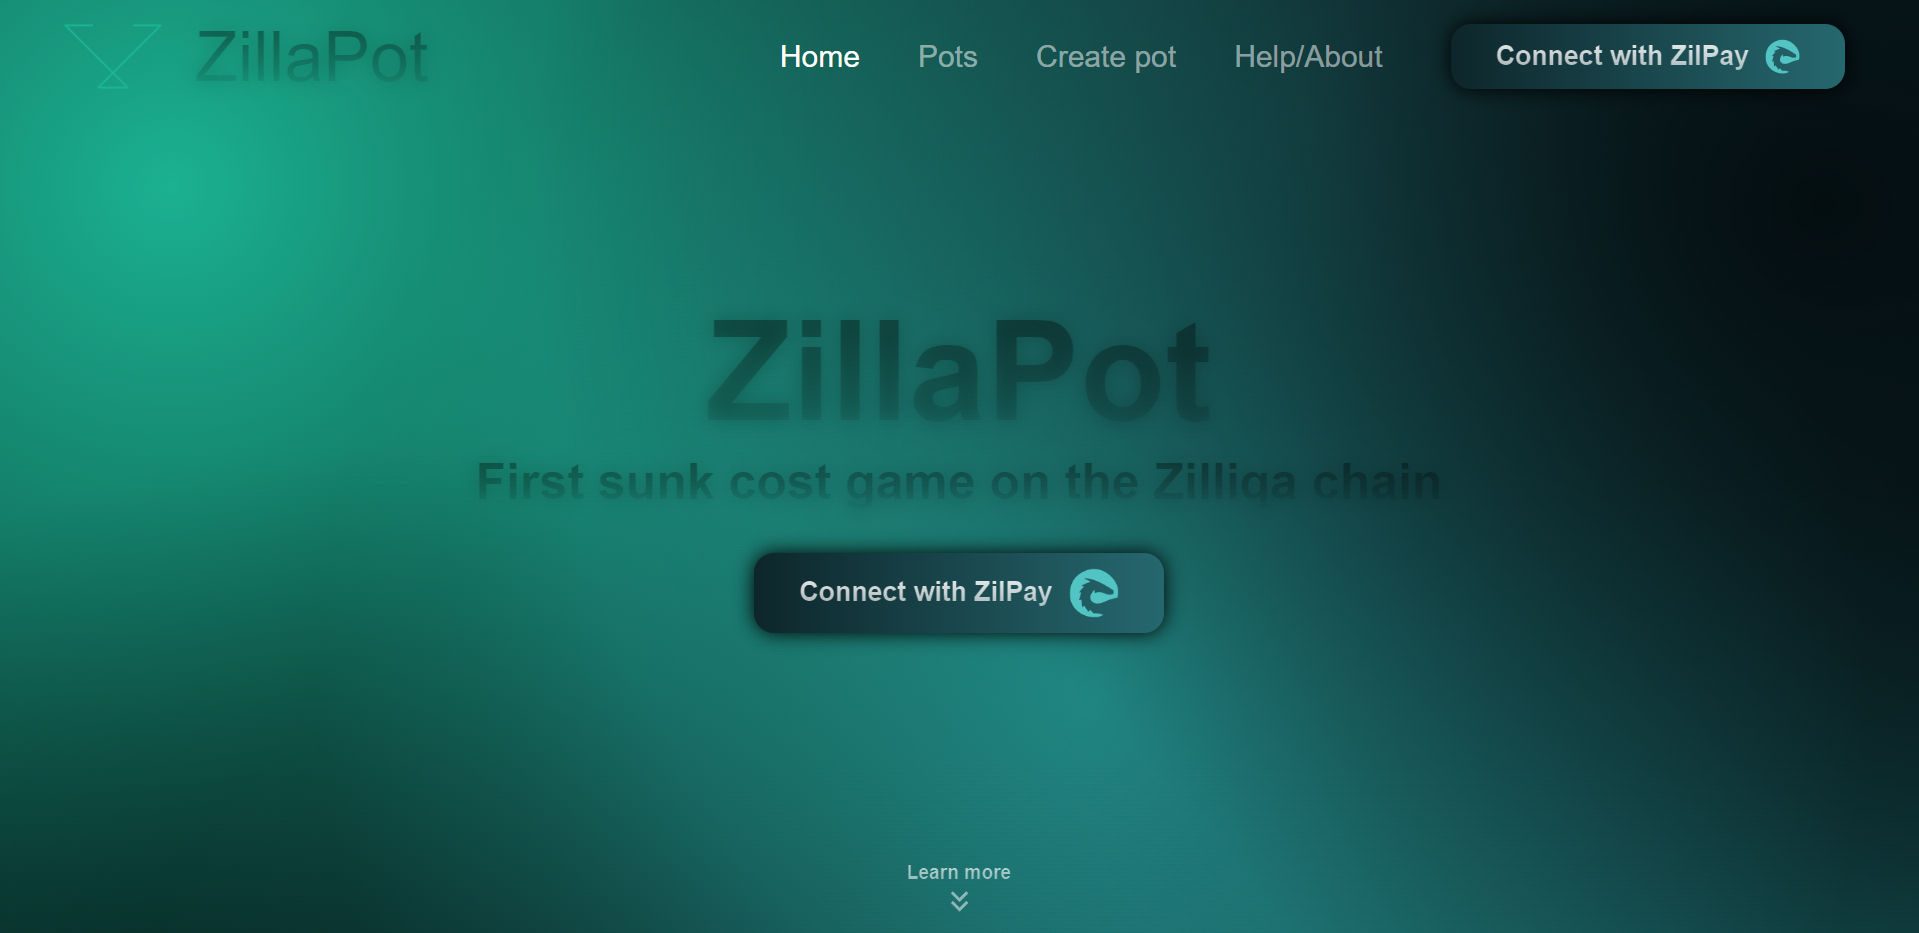 ZillaPot
Home Pots Create pot Help/About Connect with ZilPay
ZillaPot
First sunk cost game on the Zilliqa chain
Connect with ZilPay
Learn more